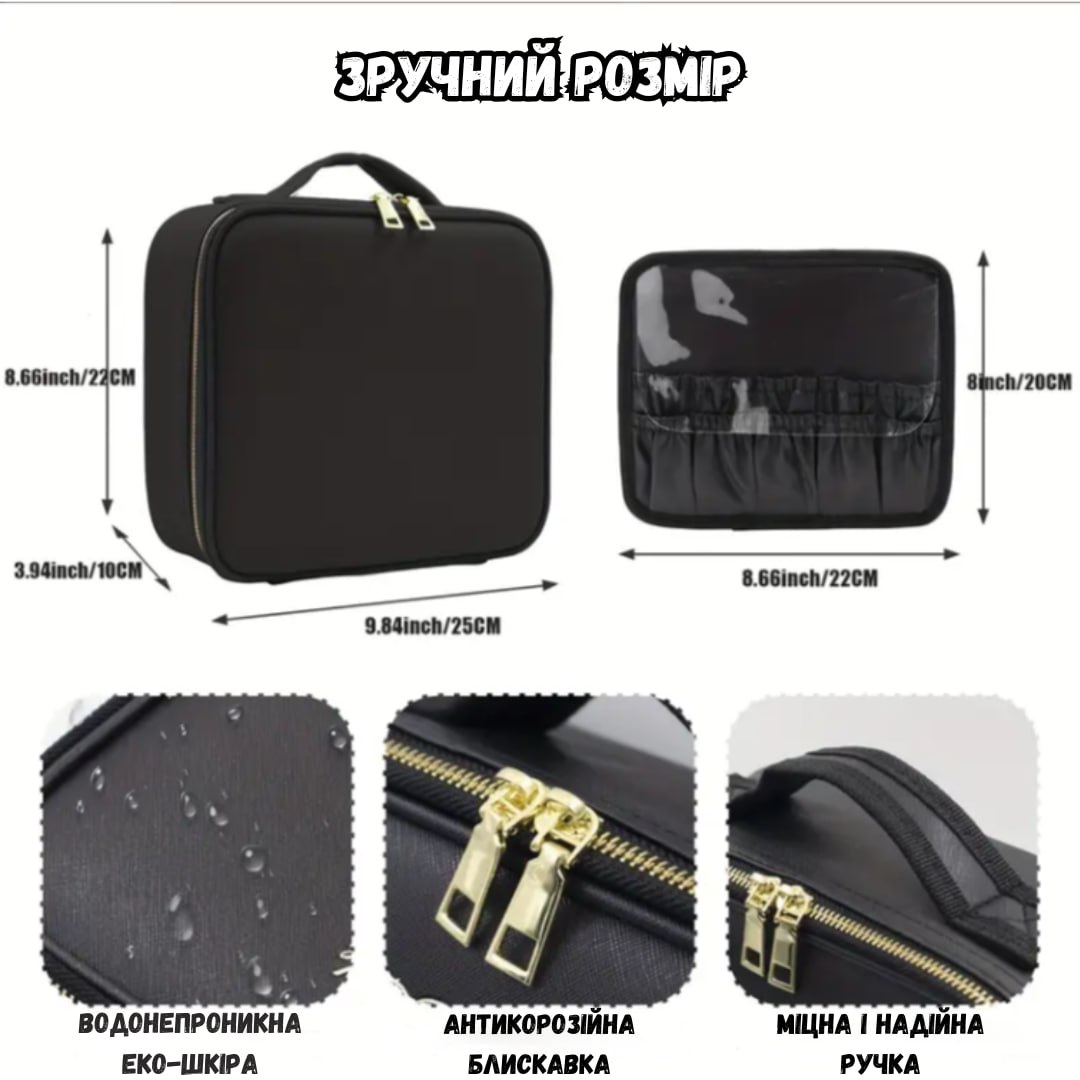 ЗРУЧНИЙ РОЗМІР
8.66inch/22CM
8inch/20CM
3.94inch/10CM
8.66inch/22CM
9.84inch/25CM
ВОДОНЕПРОНИКНА
ЕКО-ШКІРА
АНТИКОРОЗІЙНА
БЛИСКАВКА
МІЦНА І НАДІЙНА
РУЧКА